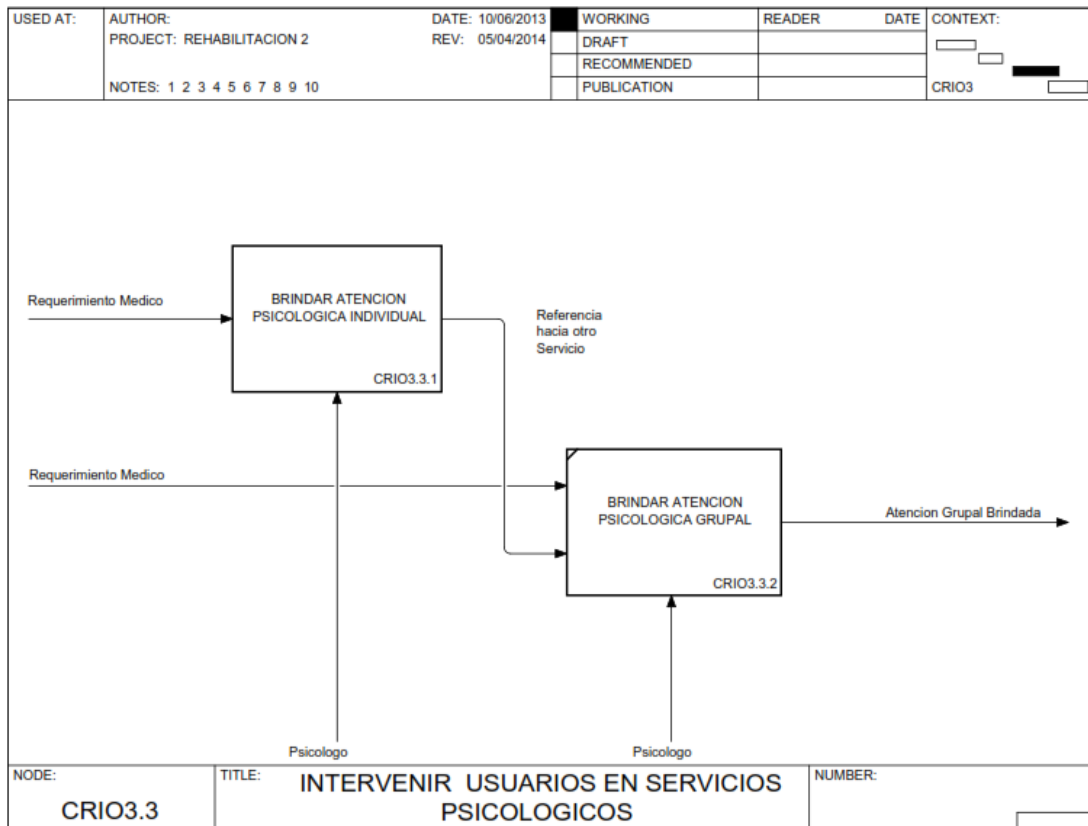 USED AT:
AUTHOR:
DATE: 10/06/2013
PROJECT: REHABILITACION 2
REV: 05/04/2014
NOTES: 1 2 3 4 5 6 7 8 9 10
WORKING
DRAFT
RECOMMENDED
PUBLICATION
READER
DATE
CONTEXT:
CRIO3
Requerimiento Medico
BRINDAR ATENCION
PSICOLOGICA INDIVIDUAL
CRIO3.3.1
Referencia
hacia otro
Servicio
Requerimiento Medico
BRINDAR ATENCION
PSICOLOGICA GRUPAL
CRIO3.3.2
Atencion Grupal Brindada
Psicologo
Psicologo
NODE:
CRIO3.3
TITLE:
INTERVENIR USUARIOS EN SERVICIOS
PSICOLOGICOS
NUMBER: